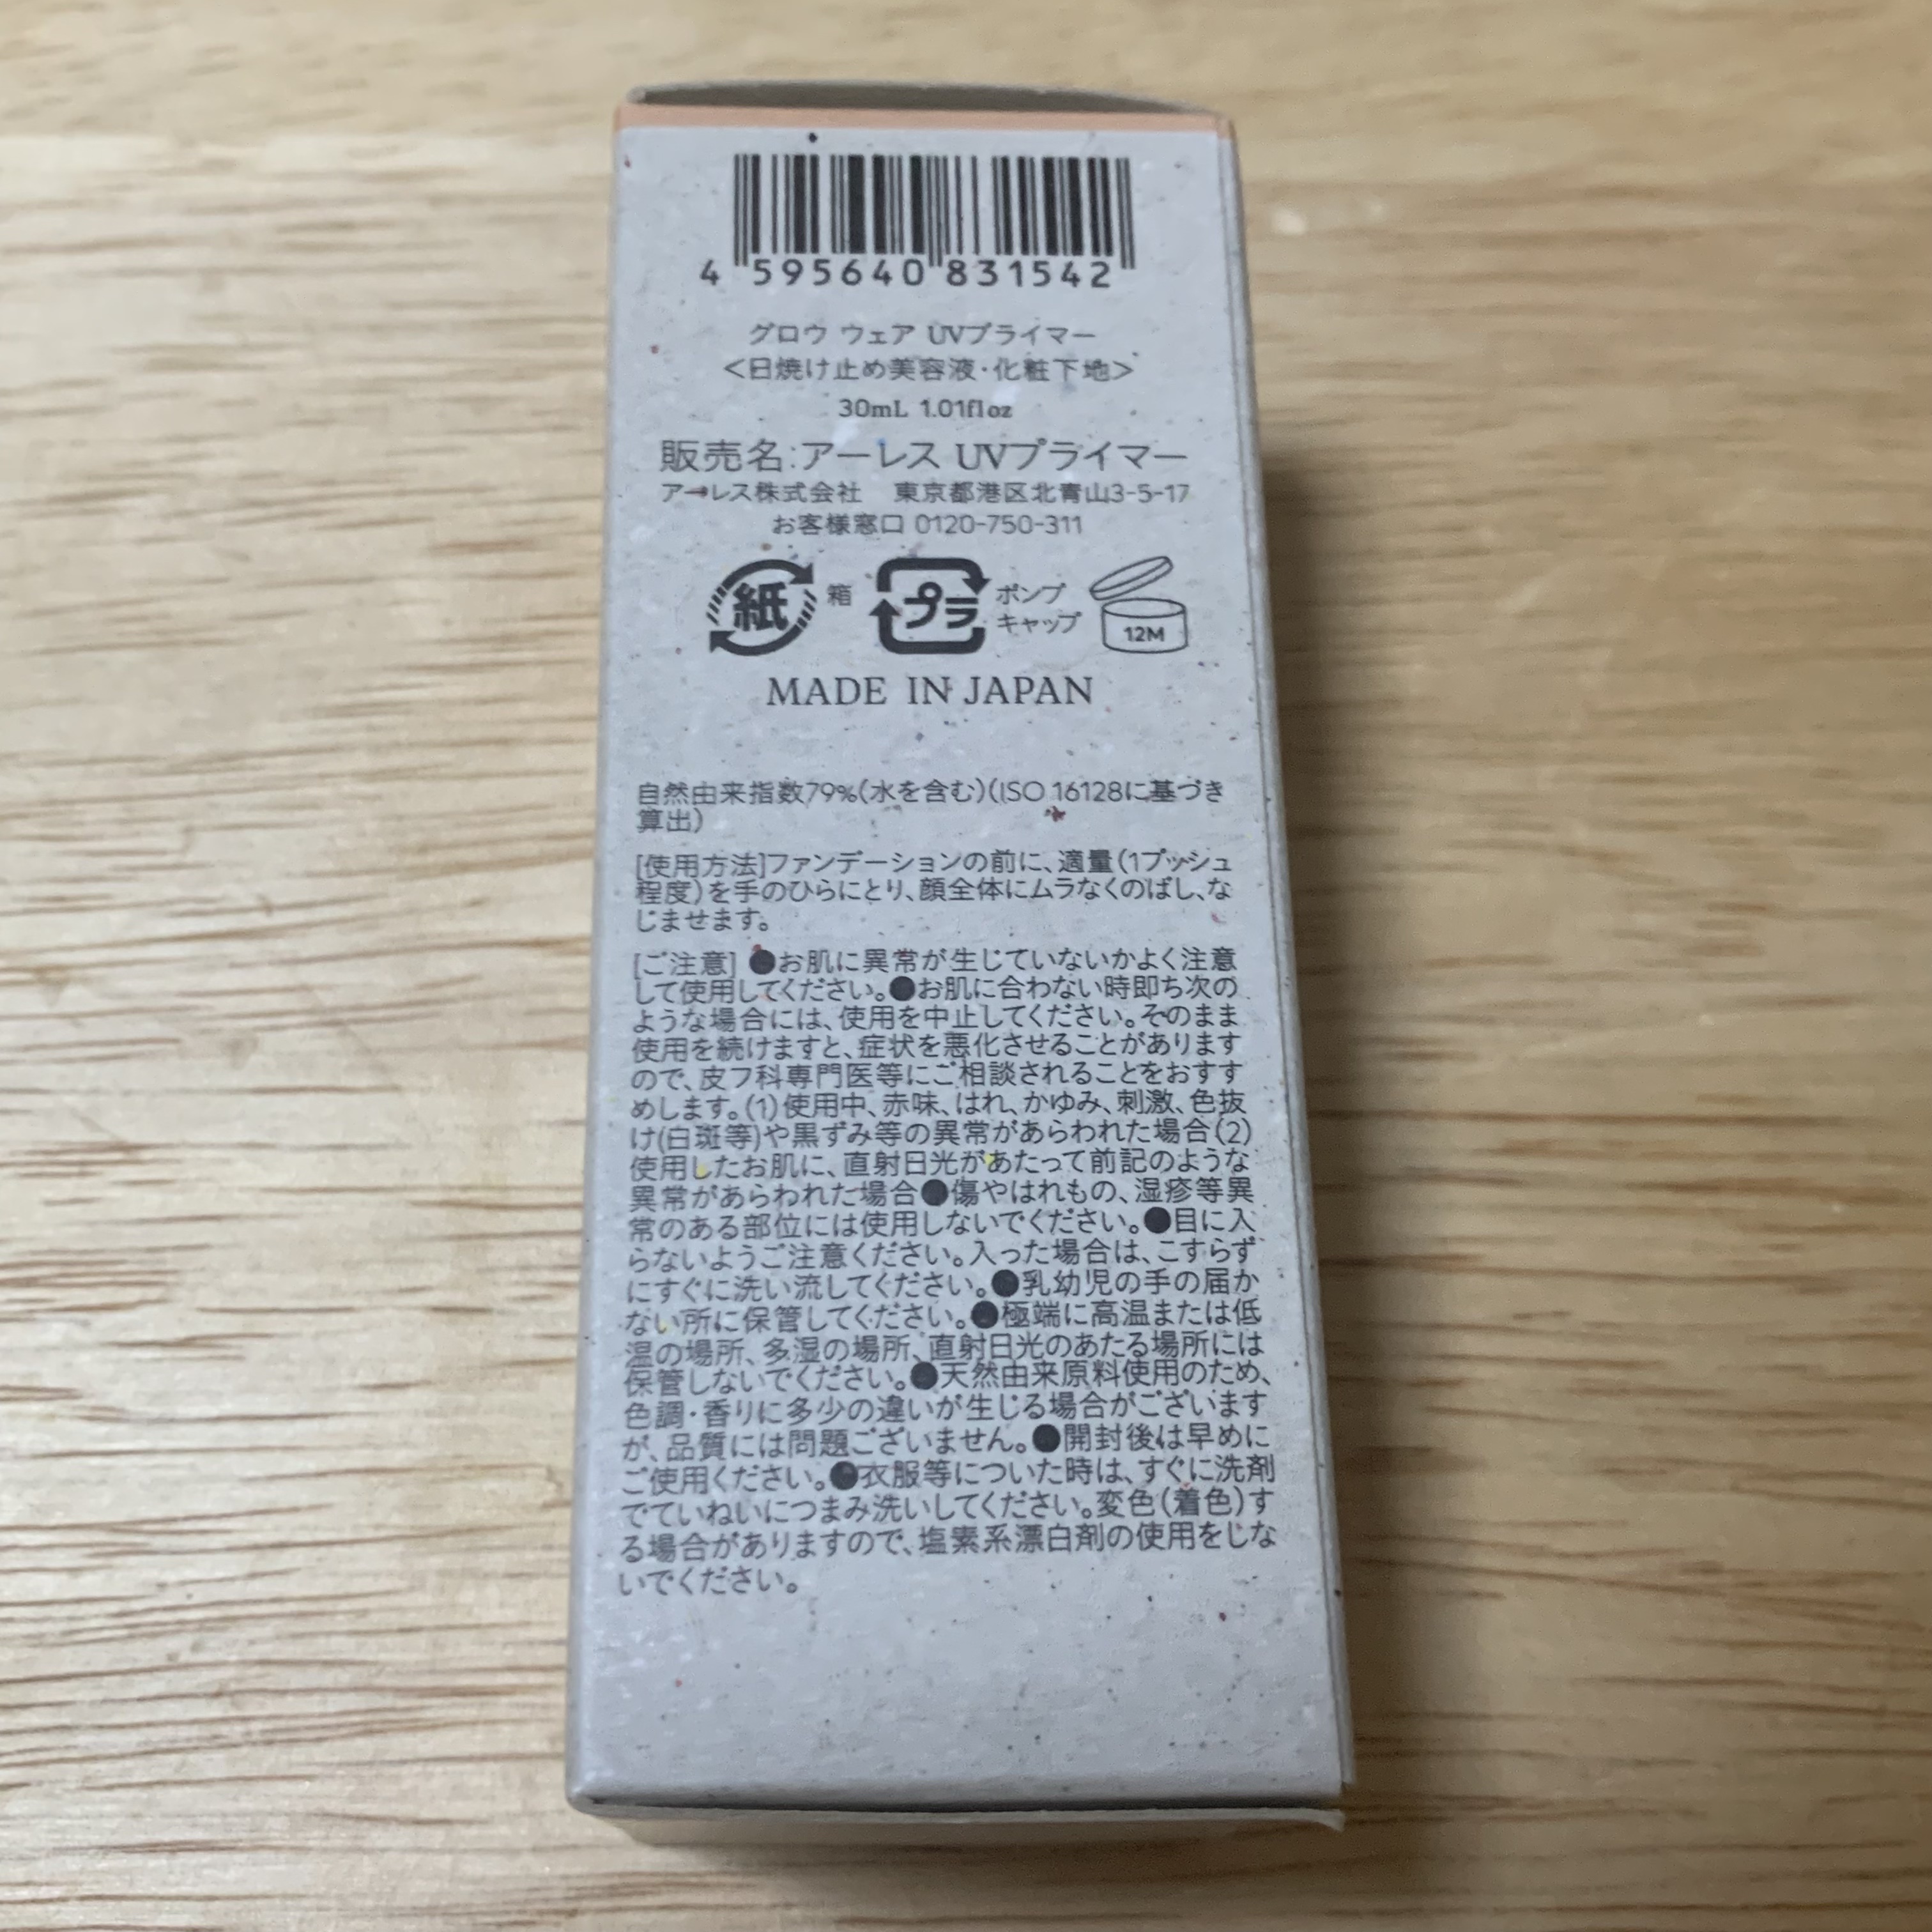 4 595640 831542
グロウ ウェア UVプライマー
<日焼け止め美容液・化粧下地>
30mL 1.01floz
販売名:アーレス UVプライマー
アーレス株式会社 東京都港区北青山3-5-17
お客様窓口 0120-750-311
紙 箱 プラ ポンプ
キャップ
12M
MADE IN JAPAN
自然由来指数79%(水を含む)(ISO 16128に基づき
算出)
[使用方法]ファンデーションの前に、適量(1プッシュ
程度)を手のひらにとり、顔全体にムラなくのばし、な
じませます。
[ご注意] ●お肌に異常が生じていないかよく注意
して使用してください。●お肌に合わない時即ち次の
ような場合には、使用を中止してください。そのまま
使用を続けますと、症状を悪化させることがあります
ので、皮フ科専門医等にご相談されることをおすす
めします。(1)使用中、赤味、はれ、かゆみ、刺激、色抜
け(白斑等)や黒ずみ等の異常があらわれた場合(2)
使用したお肌に、直射日光があたって前記のような
異常があらわれた場合●傷やはれもの、湿疹等異
常のある部位には使用しないでください。●目に入
らないようご注意ください。入った場合は、こすらず
にすぐに洗い流してください。●乳幼児の手の届か
ない所に保管してください。●極端に高温または低
温の場所、多湿の場所、直射日光のあたる場所には
保管しないでください。●天然由来原料使用のため、
色調・香りに多少の違いが生じる場合がございます
が、品質には問題ございません。●開封後は早めに
ご使用ください。●衣服等についた時は、すぐに洗剤
でていねいにつまみ洗いしてください。変色(着色)す
る場合がありますので、塩素系漂白剤の使用をしな
いでください。